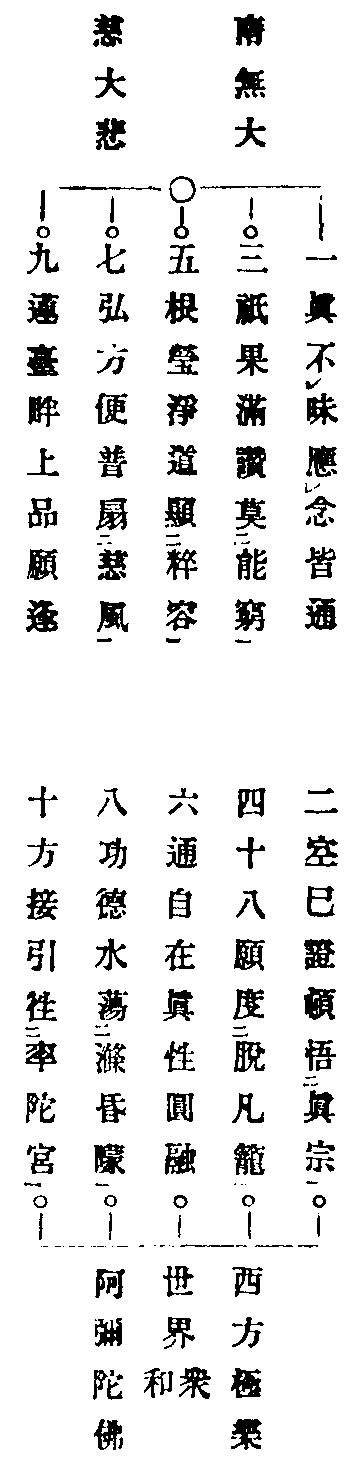 南無大
慈大悲
一眞不昧應念皆通
三祇果滿讚莫能窮
五根瑩淨道顯粹容
七弘方便普扇慈風
九蓮臺畔上品願逢
二空已證頓悟眞宗
四十八願度脫凡籠
六通自在眞性圓融
八功德水蕩滌昏曚
十方接引徃率陀宮
西方極樂
世界
衆和
阿彌陀佛